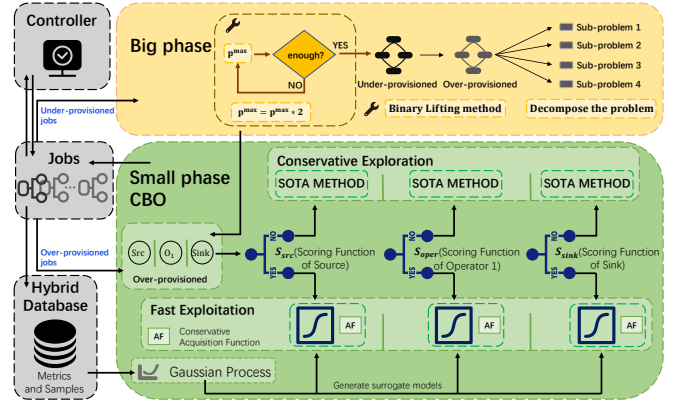 Controller
Under-provisioned
jobs
Jobs
Over-provisioned
jobs
Hybrid
Database
Metrics
and Samples
Big phase
p^max
enough?
YES
NO
p^max = p^max * 2
Under-provisioned
Over-provisioned
Sub-problem 1
Sub-problem 2
Sub-problem 3
Sub-problem 4
Binary Lifting method
Decompose the problem
Small phase
CBO
Conservative Exploration
SOTA METHOD
SOTA METHOD
SOTA METHOD
Src
O₁
Sink
Over-provisioned
NO
YES
S_src(Scoring Function
of Source)
NO
YES
S_oper(Scoring Function
of Operator 1)
NO
YES
S_sink(Scoring Function
of Sink)
Fast Exploitation
AF
Conservative
Acquisition Function
AF
AF
AF
Gaussian Process
Generate surrogate models